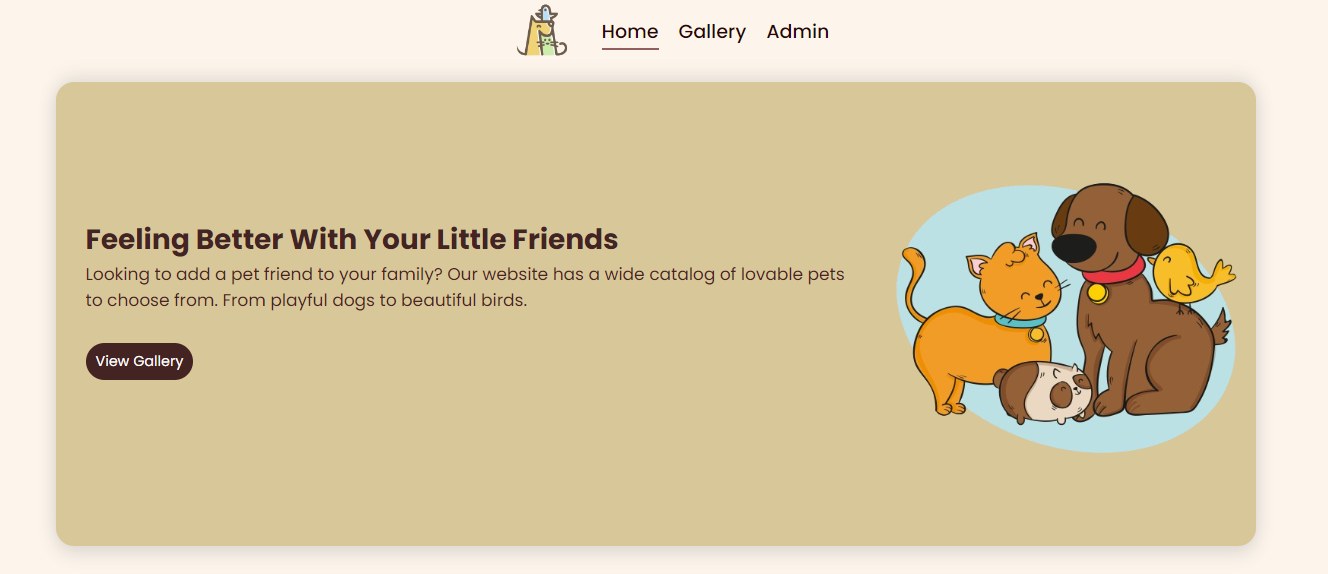 Home Gallery Admin
Feeling Better With Your Little Friends
Looking to add a pet friend to your family? Our website has a wide catalog of lovable pets
to choose from. From playful dogs to beautiful birds.
View Gallery